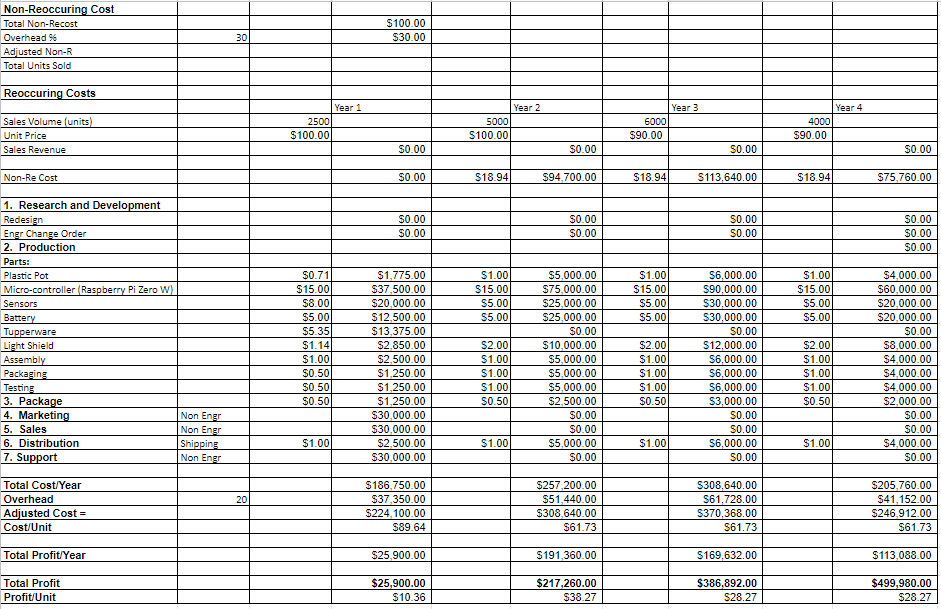 Non-Reoccuring Cost
Total Non-Recost $100.00
Overhead % 30 $30.00
Adjusted Non-R
Total Units Sold
Reoccuring Costs
Year 1 Year 2 Year 3 Year 4
Sales Volume (units) 2500 5000 6000 4000
Unit Price $100.00 $100.00 $90.00 $90.00
Sales Revenue $0.00 $0.00 $0.00 $0.00
Non-Re Cost $0.00 $18.94 $94,700.00 $18.94 $113,640.00 $18.94 $75,760.00
1. Research and Development
Redesign $0.00 $0.00 $0.00 $0.00
Engr Change Order $0.00 $0.00 $0.00 $0.00
2. Production $0.00
Parts:
Plastic Pot $0.71 $1,775.00 $1.00 $5,000.00 $1.00 $6,000.00 $1.00 $4,000.00
Micro-controller (Raspberry Pi Zero W) $15.00 $37,500.00 $15.00 $75,000.00 $15.00 $90,000.00 $15.00 $60,000.00
Sensors $8.00 $20,000.00 $5.00 $25,000.00 $5.00 $30,000.00 $5.00 $20,000.00
Battery $5.00 $12,500.00 $5.00 $25,000.00 $5.00 $30,000.00 $5.00 $20,000.00
Tupperware $5.35 $13,375.00 $0.00 $0.00 $0.00
Light Shield $1.14 $2,850.00 $2.00 $10,000.00 $2.00 $12,000.00 $2.00 $8,000.00
Assembly $1.00 $2,500.00 $1.00 $5,000.00 $1.00 $6,000.00 $1.00 $4,000.00
Packaging $0.50 $1,250.00 $1.00 $5,000.00 $1.00 $6,000.00 $1.00 $4,000.00
Testing $0.50 $1,250.00 $1.00 $5,000.00 $1.00 $6,000.00 $1.00 $4,000.00
3. Package $0.50 $1,250.00 $0.50 $2,500.00 $0.50 $3,000.00 $0.50 $2,000.00
4. Marketing Non Engr $30,000.00 $0.00 $0.00 $0.00
5. Sales Non Engr $30,000.00 $0.00 $0.00 $0.00
6. Distribution Shipping $1.00 $2,500.00 $1.00 $5,000.00 $1.00 $6,000.00 $1.00 $4,000.00
7. Support Non Engr $30,000.00 $0.00 $0.00 $0.00
Total Cost/Year $186,750.00 $257,200.00 $308,640.00 $205,760.00
Overhead 20 $37,350.00 $51,440.00 $61,728.00 $41,152.00
Adjusted Cost = $224,100.00 $308,640.00 $370,368.00 $246,912.00
Cost/Unit $89.64 $61.73 $61.73 $61.73
Total Profit/Year $25,900.00 $191,360.00 $169,632.00 $113,088.00
Total Profit $25,900.00 $217,260.00 $386,892.00 $499,980.00
Profit/Unit $10.36 $38.27 $28.27 $28.27